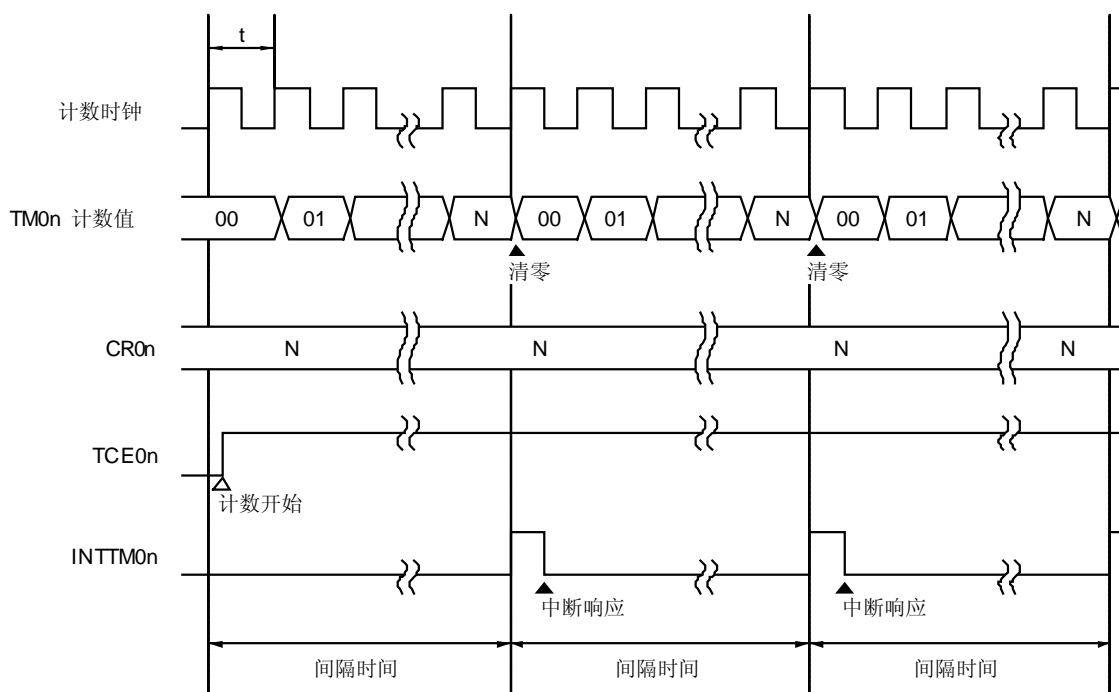 t
计数时钟
TM0n 计数值
00 01 N 00 01 N 00 01 N
清零 清零
CR0n
N N N N
TCE0n
计数开始
INTTM0n
中断响应 中断响应
间隔时间 间隔时间 间隔时间